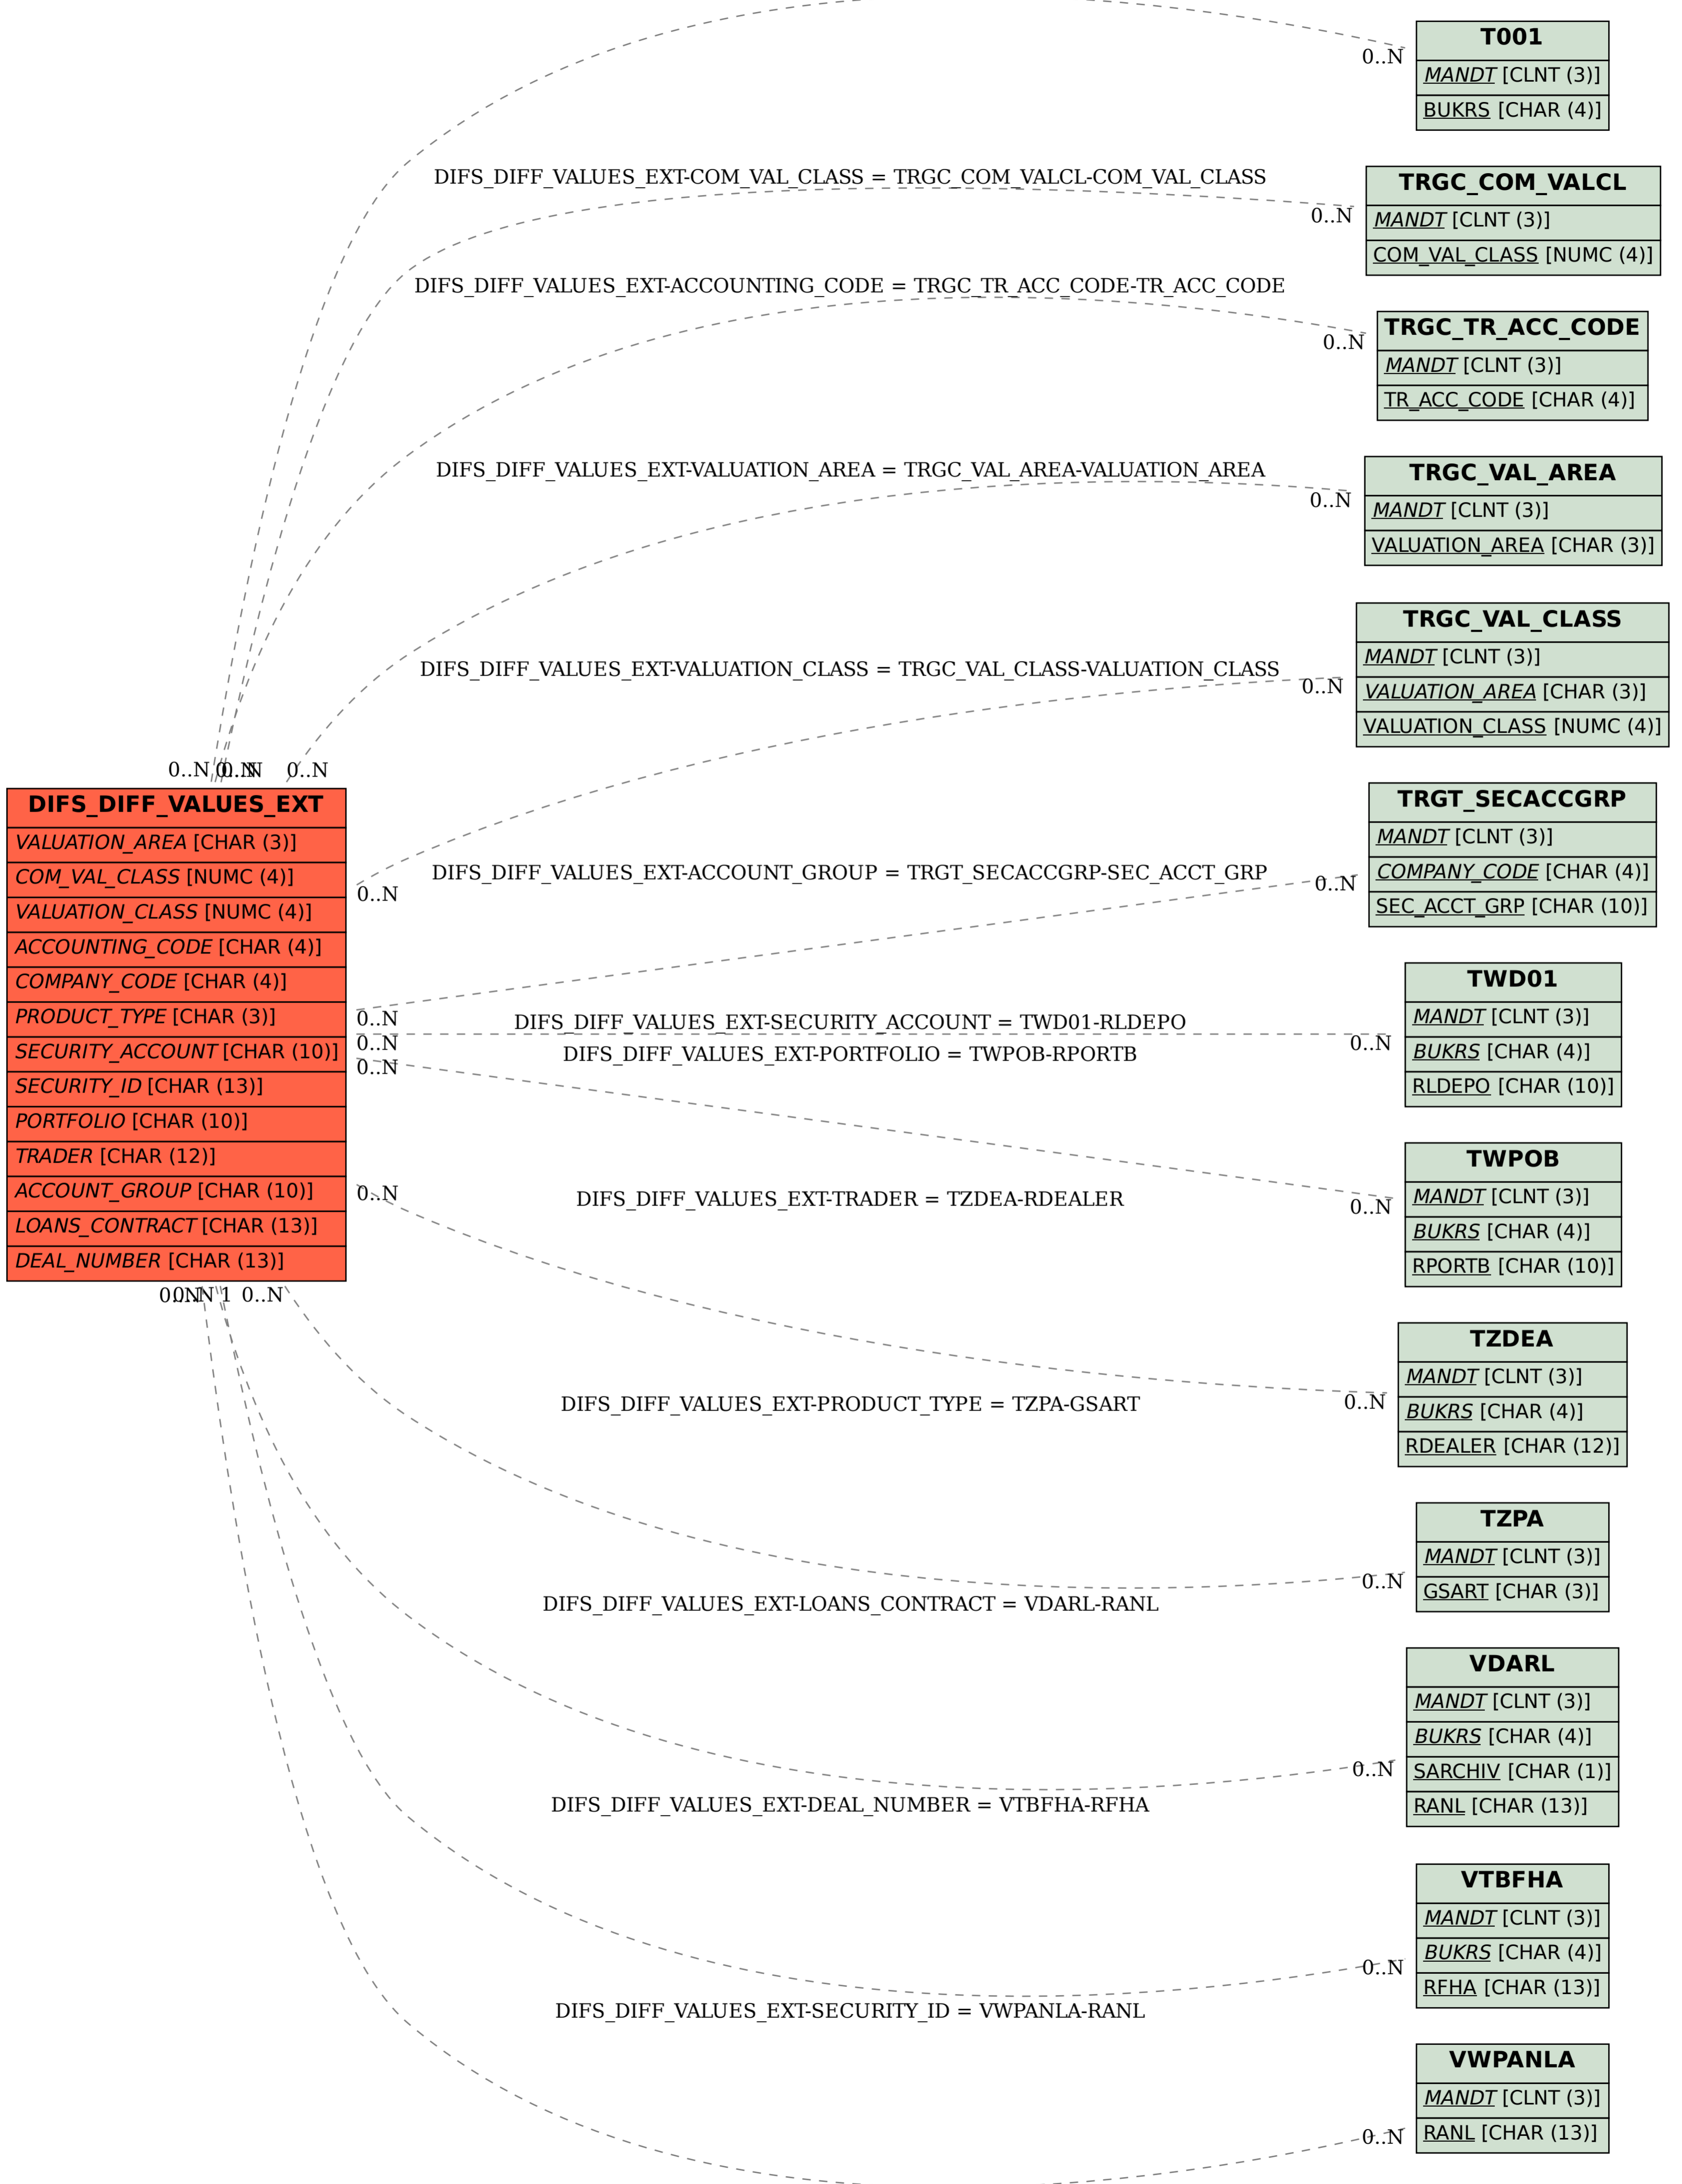 T001
MANDT [CLNT (3)]
BUKRS [CHAR (4)]
0..N
DIFS_DIFF_VALUES_EXT-COM_VAL_CLASS = TRGC_COM_VALCL-COM_VAL_CLASS
0..N
TRGC_COM_VALCL
MANDT [CLNT (3)]
COM_VAL_CLASS [NUMC (4)]
DIFS_DIFF_VALUES_EXT-ACCOUNTING_CODE = TRGC_TR_ACC_CODE-TR_ACC_CODE
0..N
TRGC_TR_ACC_CODE
MANDT [CLNT (3)]
TR_ACC_CODE [CHAR (4)]
DIFS_DIFF_VALUES_EXT-VALUATION_AREA = TRGC_VAL_AREA-VALUATION_AREA
0..N
TRGC_VAL_AREA
MANDT [CLNT (3)]
VALUATION_AREA [CHAR (3)]
DIFS_DIFF_VALUES_EXT-VALUATION_CLASS = TRGC_VAL_CLASS-VALUATION_CLASS
0..N
TRGC_VAL_CLASS
MANDT [CLNT (3)]
VALUATION_AREA [CHAR (3)]
VALUATION_CLASS [NUMC (4)]
0..N
0..N
0..N
0..N
DIFS_DIFF_VALUES_EXT
VALUATION_AREA [CHAR (3)]
COM_VAL_CLASS [NUMC (4)]
VALUATION_CLASS [NUMC (4)]
ACCOUNTING_CODE [CHAR (4)]
COMPANY_CODE [CHAR (4)]
PRODUCT_TYPE [CHAR (3)]
SECURITY_ACCOUNT [CHAR (10)]
SECURITY_ID [CHAR (13)]
PORTFOLIO [CHAR (10)]
TRADER [CHAR (12)]
ACCOUNT_GROUP [CHAR (10)]
LOANS_CONTRACT [CHAR (13)]
DEAL_NUMBER [CHAR (13)]
0..N
DIFS_DIFF_VALUES_EXT-ACCOUNT_GROUP = TRGT_SECACCGRP-SEC_ACCT_GRP
0..N
TRGT_SECACCGRP
MANDT [CLNT (3)]
COMPANY_CODE [CHAR (4)]
SEC_ACCT_GRP [CHAR (10)]
0..N
0..N
0..N
DIFS_DIFF_VALUES_EXT-SECURITY_ACCOUNT = TWD01-RLDEPO
0..N
TWD01
MANDT [CLNT (3)]
BUKRS [CHAR (4)]
RLDEPO [CHAR (10)]
DIFS_DIFF_VALUES_EXT-PORTFOLIO = TWPOB-RPORTB
0..N
TWPOB
MANDT [CLNT (3)]
BUKRS [CHAR (4)]
RPORTB [CHAR (10)]
0..N
DIFS_DIFF_VALUES_EXT-TRADER = TZDEA-RDEALER
0..N
TZDEA
MANDT [CLNT (3)]
BUKRS [CHAR (4)]
RDEALER [CHAR (12)]
0..N
0..N
1
0..N
DIFS_DIFF_VALUES_EXT-PRODUCT_TYPE = TZPA-GSART
0..N
TZPA
MANDT [CLNT (3)]
GSART [CHAR (3)]
DIFS_DIFF_VALUES_EXT-LOANS_CONTRACT = VDARL-RANL
0..N
VDARL
MANDT [CLNT (3)]
BUKRS [CHAR (4)]
SARCHIV [CHAR (1)]
RANL [CHAR (13)]
DIFS_DIFF_VALUES_EXT-DEAL_NUMBER = VTBFHA-RFHA
0..N
VTBFHA
MANDT [CLNT (3)]
BUKRS [CHAR (4)]
RFHA [CHAR (13)]
DIFS_DIFF_VALUES_EXT-SECURITY_ID = VWPANLA-RANL
0..N
VWPANLA
MANDT [CLNT (3)]
RANL [CHAR (13)]